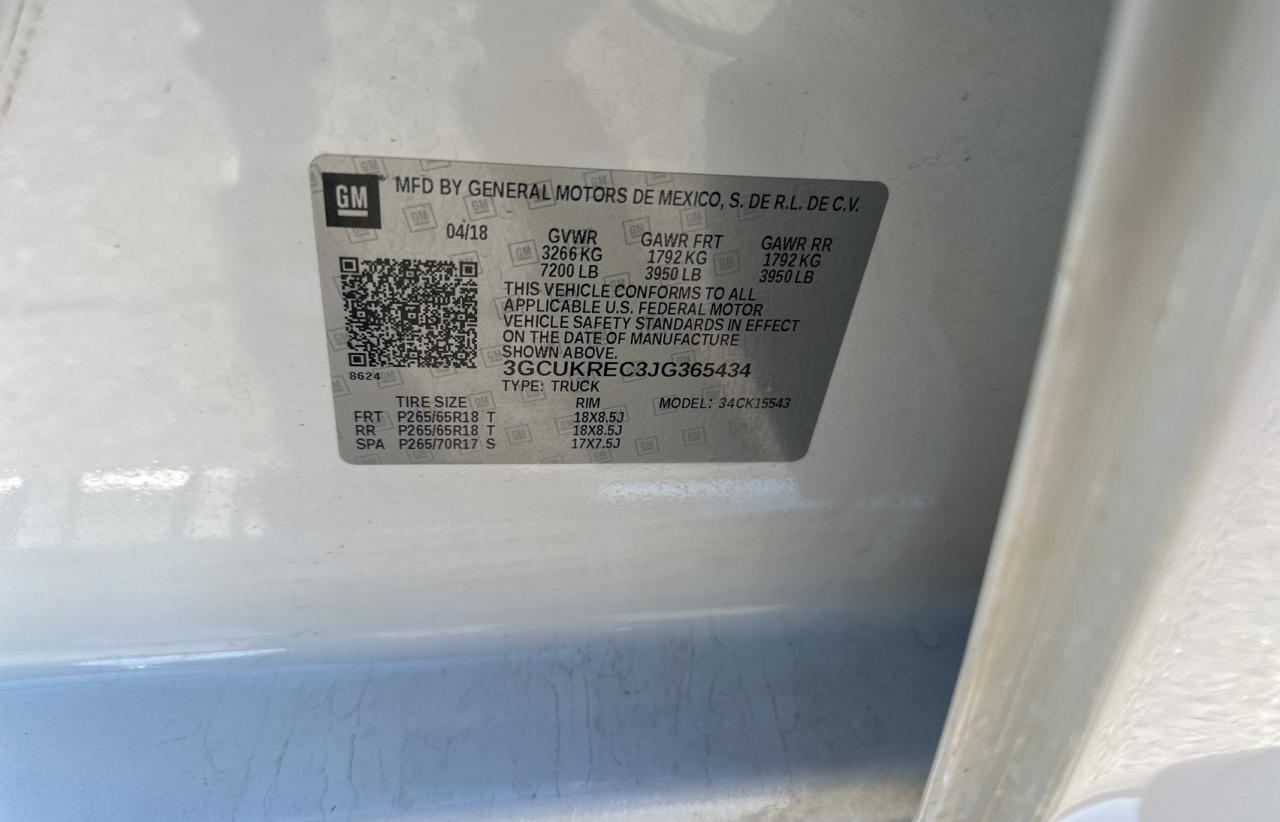 GM MFD BY GENERAL MOTORS DE MEXICO, S. DE R.L. DE C.V.
04/18 GVWR GAWR FRT GAWR RR
3266 KG 1792 KG 1792 KG
7200 LB 3950 LB 3950 LB
THIS VEHICLE CONFORMS TO ALL
APPLICABLE U.S. FEDERAL MOTOR
VEHICLE SAFETY STANDARDS IN EFFECT
ON THE DATE OF MANUFACTURE
SHOWN ABOVE.
3GCUKREC3JG365434
8624
TYPE: TRUCK
TIRE SIZE RIM MODEL: 34CK15543
FRT P265/65R18 T 18X8.5J
RR P265/65R18 T 18X8.5J
SPA P265/70R17 S 17X7.5J